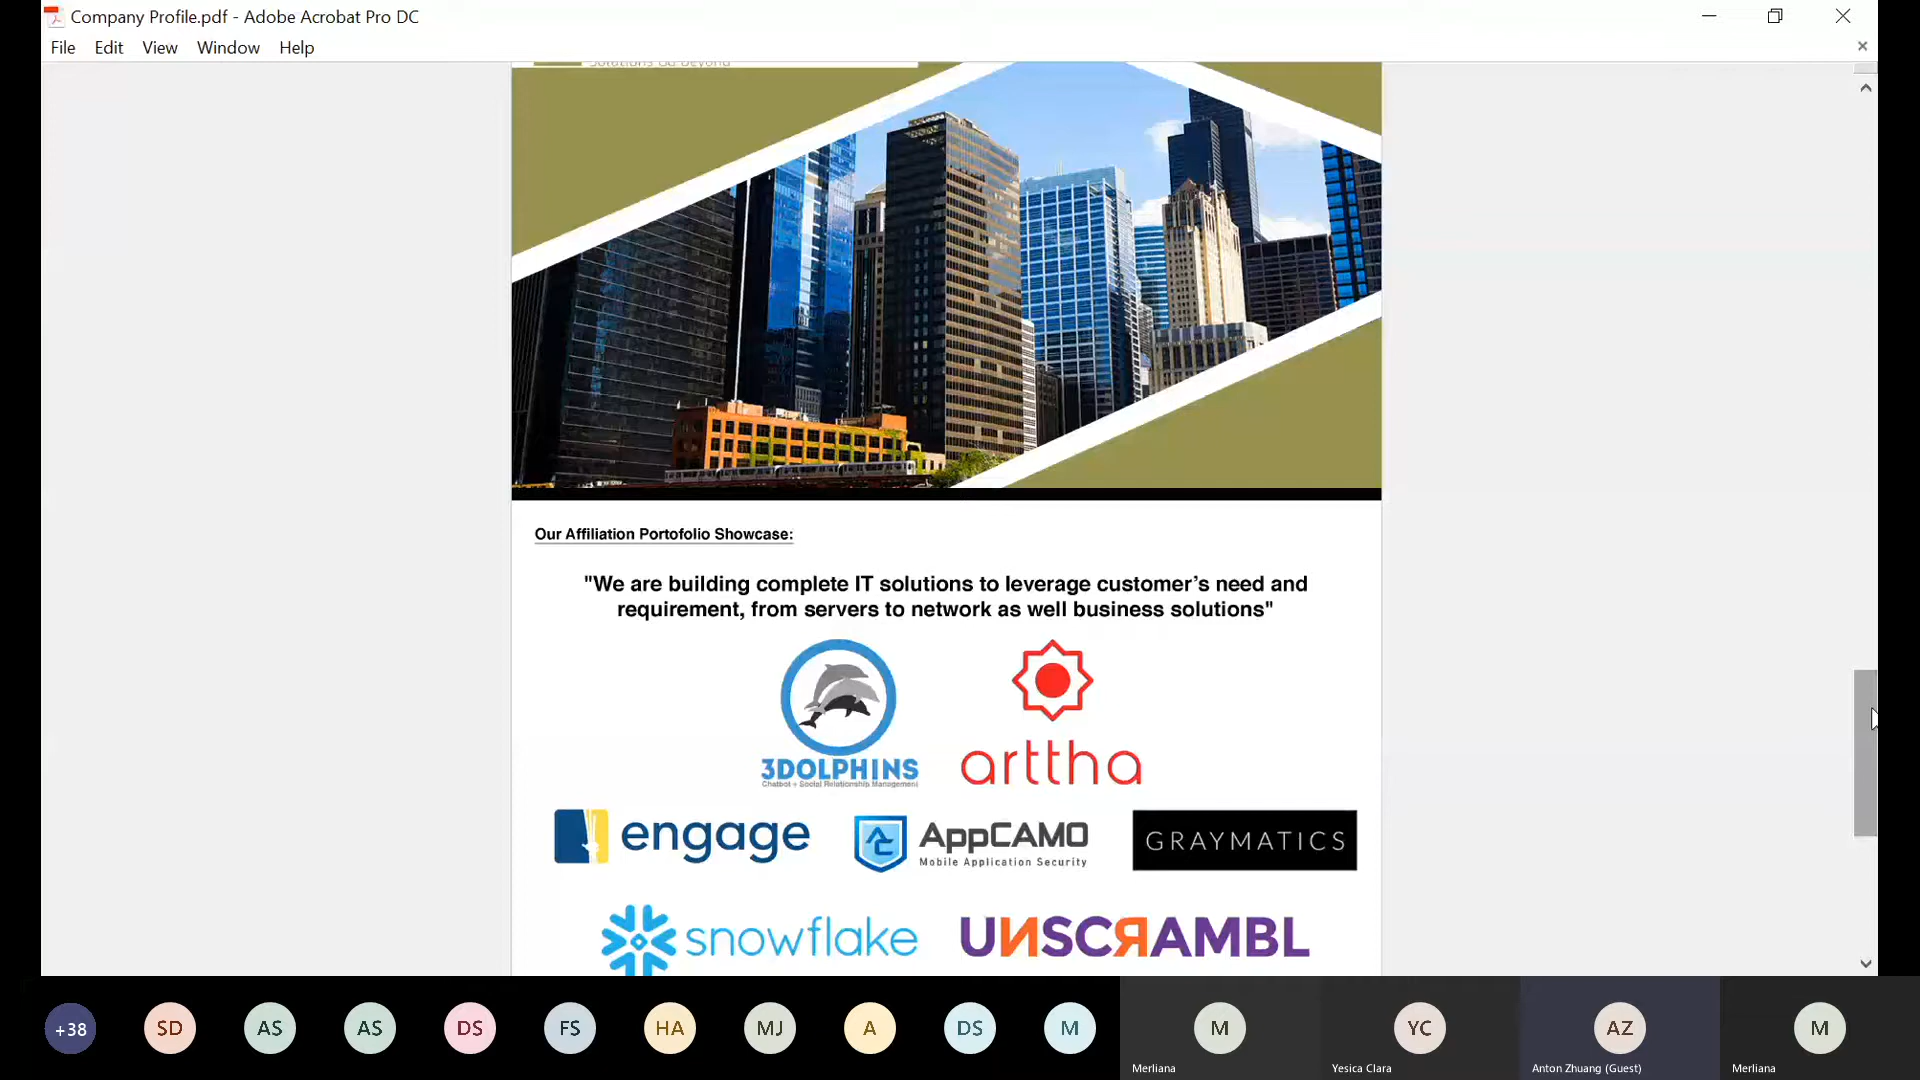 Company Profile.pdf - Adobe Acrobat Pro DC
File Edit View Window Help
Solutions Go Beyond
Our Affiliation Portofolio Showcase:
"We are building complete IT solutions to leverage customer’s need and
requirement, from servers to network as well business solutions"
3DOLPHINS
Chatbot + Social Relationship Management
arttha
engage
AppCAMO
Mobile Application Security
GRAYMATICS
snowflake
UNSCRAMBL
+38 SD AS AS DS FS HA MJ A DS M M YC AZ M
Merliana Yesica Clara Anton Zhuang (Guest) Merliana